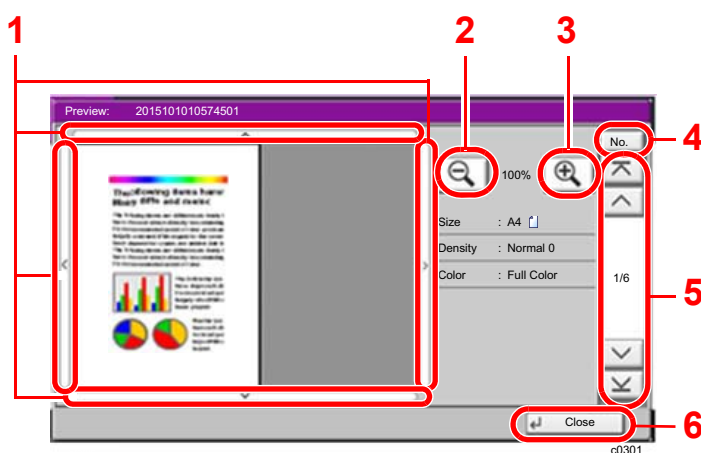 1
2
3
Preview: 20151010574501
No.
4
100%
Size : A4
Density : Normal 0
Color : Full Color
1/6
5
Close
6
c0301